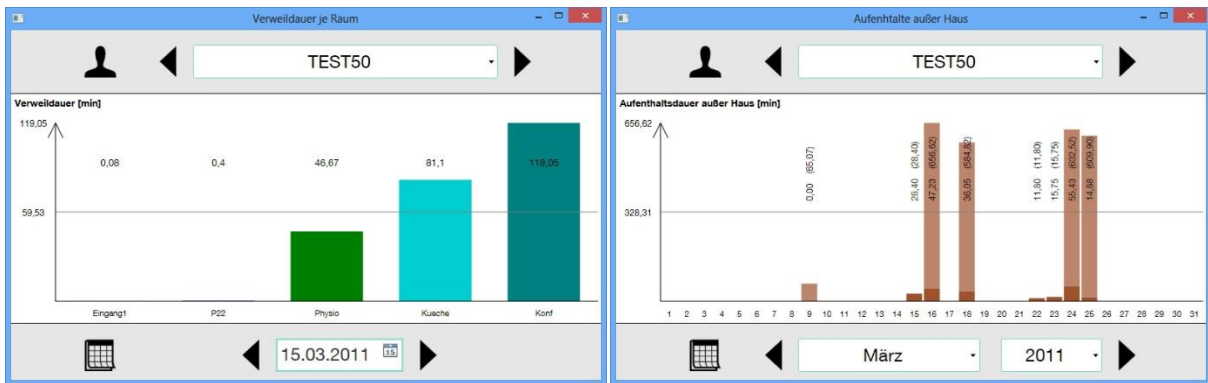 Verweildauer je Raum
TEST50
Verweildauer [min]
119,05
0,08
0,4
46,67
81,1
119,05
59,53
Eingang1 P22 Physio Kueche Konf
15.03.2011
15
Aufenhtalte außer Haus
TEST50
Aufenthaltsdauer außer Haus [min]
656,62
0,00 (65,07)
28,40 (28,40)
47,23 (656,62)
36,05 (584,82)
11,80 (11,80)
15,75 (15,75)
55,43 (632,52)
14,88 (609,90)
328,31
1 2 3 4 5 6 7 8 9 10 11 12 13 14 15 16 17 18 19 20 21 22 23 24 25 26 27 28 29 30 31
März
2011